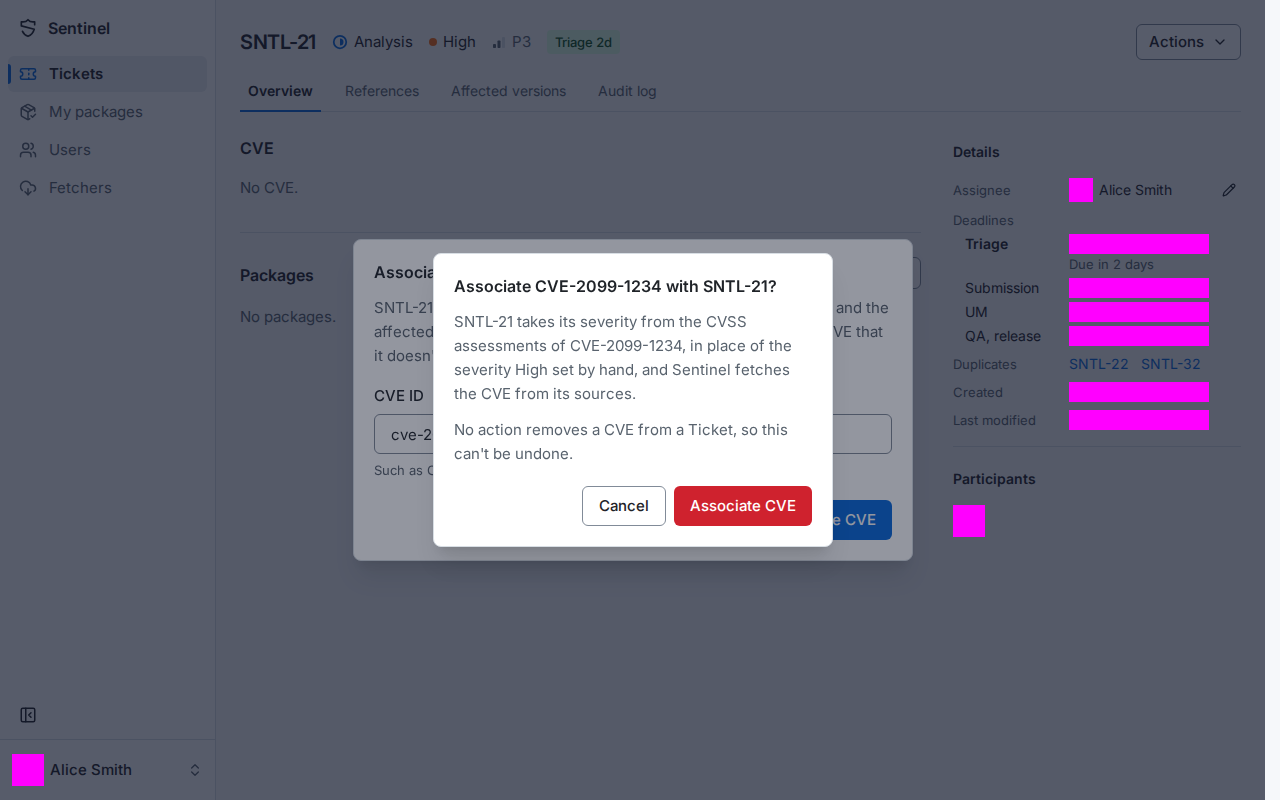 Sentinel
Tickets
My packages
Users
Fetchers
Alice Smith
SNTL-21 Analysis High P3 Triage 2d
Actions
Overview References Affected versions Audit log
CVE
No CVE.
Packages
No packages.
SNTL-21 and the
affected VE that
it doesn'
CVE ID
cve-2
Such as
CVE
Associate CVE-2099-1234 with SNTL-21?
SNTL-21 takes its severity from the CVSS
assessments of CVE-2099-1234, in place of the
severity High set by hand, and Sentinel fetches
the CVE from its sources.
No action removes a CVE from a Ticket, so this
can't be undone.
Cancel Associate CVE
Details
Assignee Alice Smith
Deadlines
Triage
Due in 2 days
Submission
UM
QA, release
Duplicates SNTL-22 SNTL-32
Created
Last modified
Participants